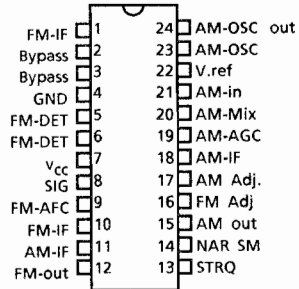 FM-IF 1 24 AM-OSC out
Bypass 2 23 AM-OSC
Bypass 3 22 V.ref
GND 4 21 AM-in
FM-DET 5 20 AM-Mix
FM-DET 6 19 AM-AGC
VCC 7 18 AM-IF
SIG 8 17 AM Adj.
FM-AFC 9 16 FM Adj
FM-IF 10 15 AM out
AM-IF 11 14 NAR SM
FM-out 12 13 STRQ